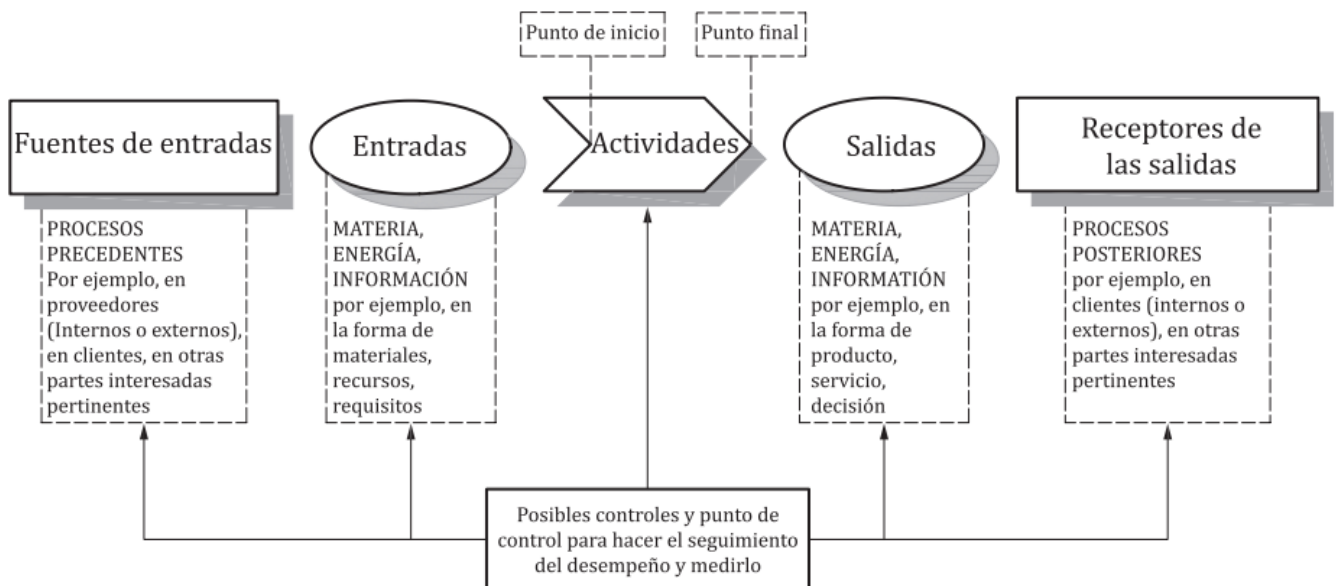 Punto de inicio
Punto final
Fuentes de entradas
Entradas
Actividades
Salidas
Receptores de
las salidas
PROCESOS
PRECEDENTES
Por ejemplo, en
proveedores
(Internos o externos),
en clientes, en otras
partes interesadas
pertinentes
MATERIA,
ENERGÍA,
INFORMACIÓN
por ejemplo, en
la forma de
materiales,
recursos,
requisitos
MATERIA,
ENERGÍA,
INFORMATIÓN
por ejemplo, en
la forma de
producto,
servicio,
decisión
PROCESOS
POSTERIORES
por ejemplo, en
clientes (internos o
externos), en otras
partes interesadas
pertinentes
Posibles controles y punto de
control para hacer el seguimiento
del desempeño y medirlo